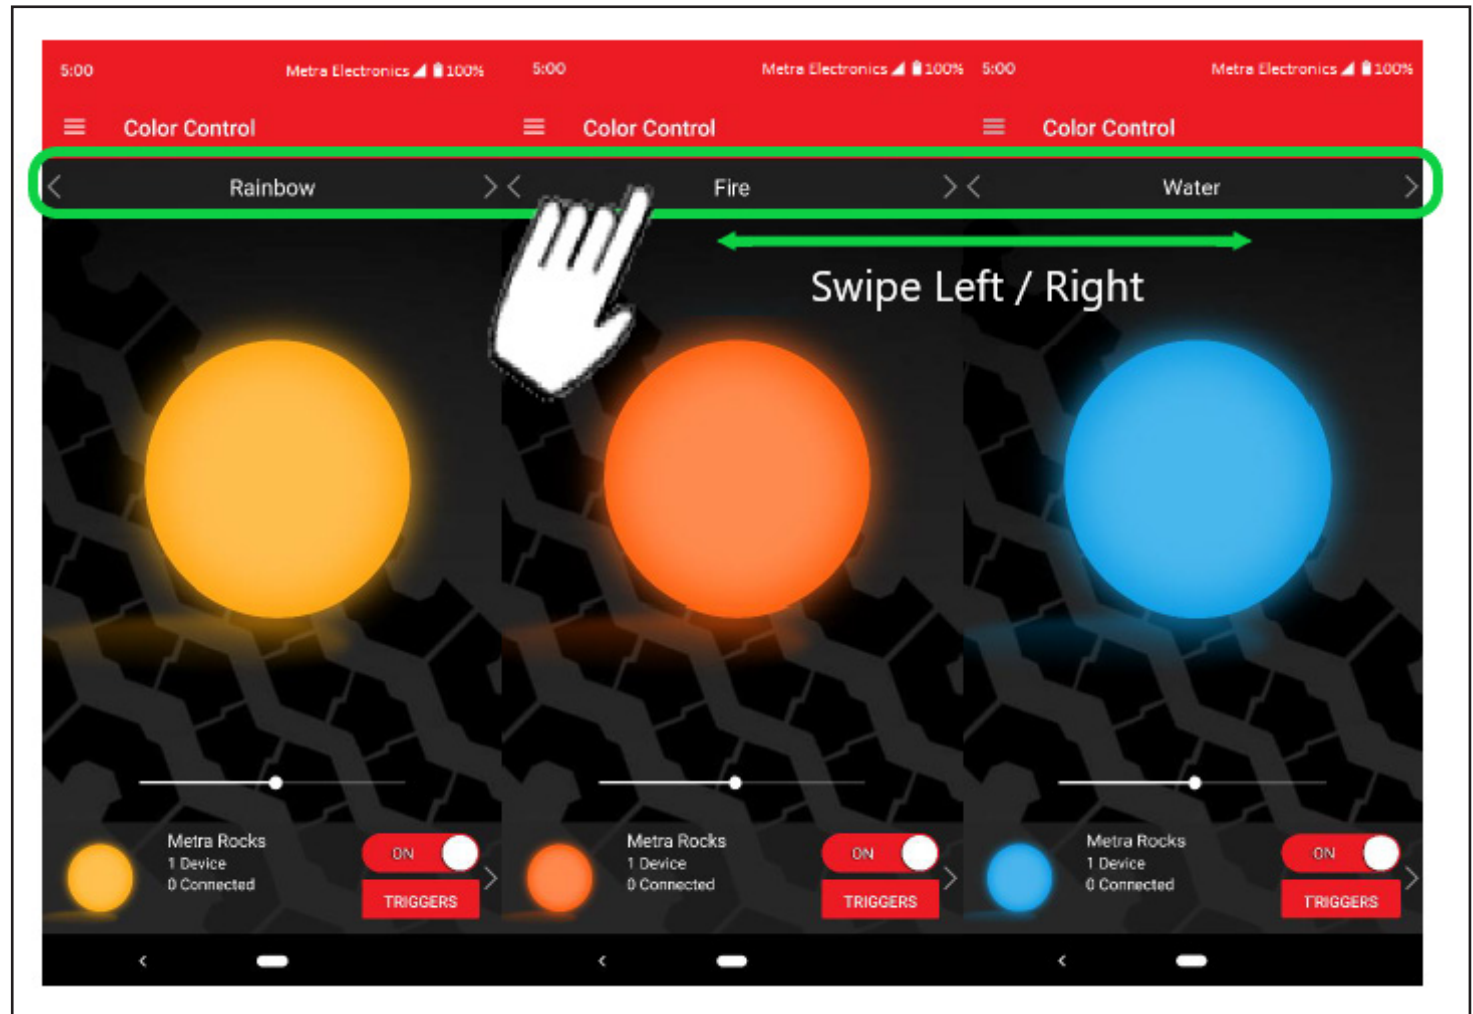 5:00 Metra Electronics 100% 5:00 Metra Electronics 100% 5:00 Metra Electronics 100%
Color Control Color Control Color Control
Rainbow Fire Water
Swipe Left / Right
Metra Rocks
1 Device
0 Connected
ON
TRIGGERS
Metra Rocks
1 Device
0 Connected
ON
TRIGGERS
Metra Rocks
1 Device
0 Connected
ON
TRIGGERS